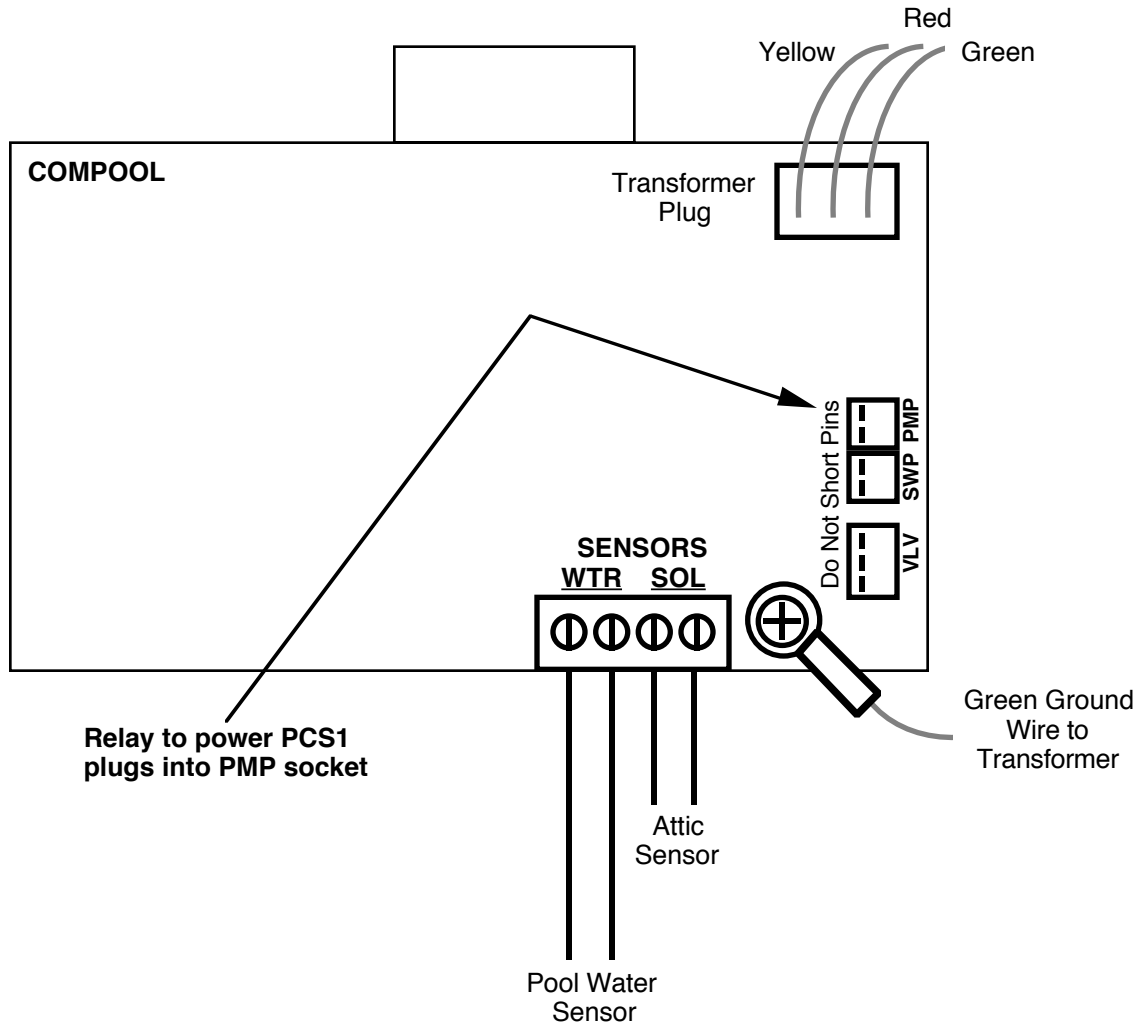 Red
Yellow
Green
COMPOOL
Transformer
Plug
Do Not Short Pins
PMP
SWP
VLV
SENSORS
WTR SOL
Relay to power PCS1
plugs into PMP socket
Green Ground
Wire to
Transformer
Attic
Sensor
Pool Water
Sensor